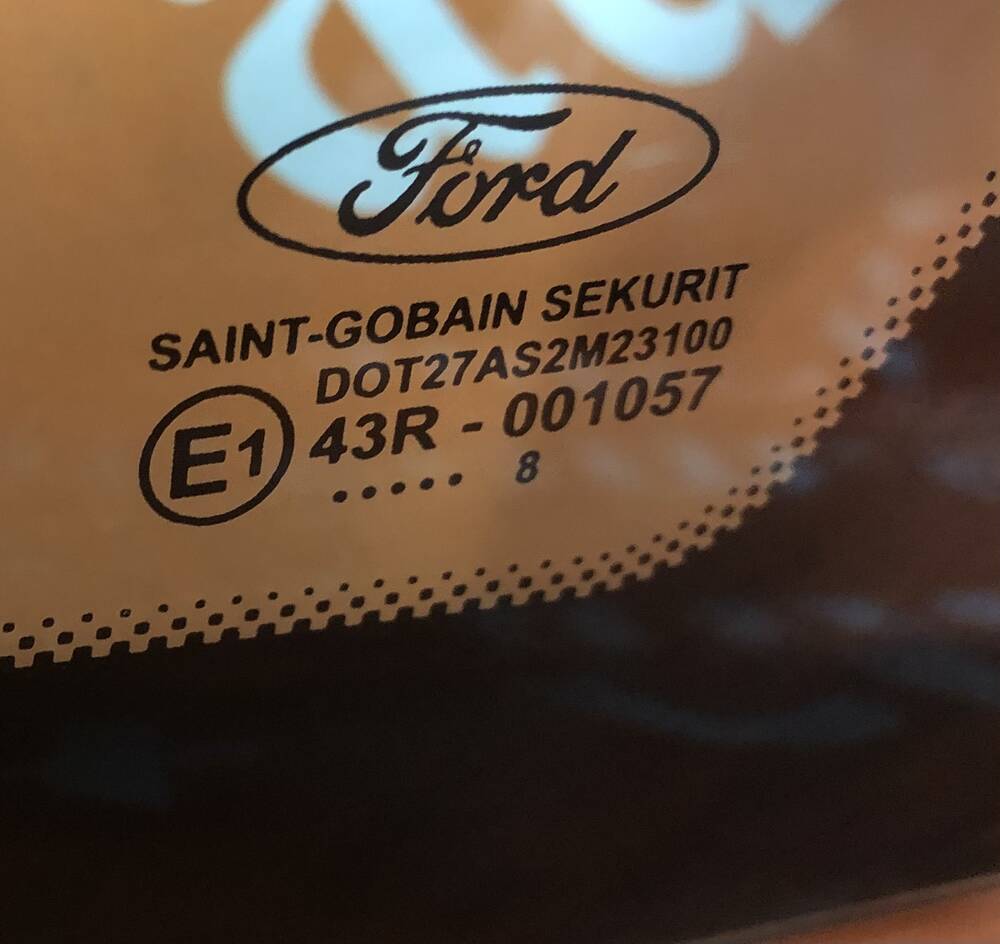 Ford
SAINT-GOBAIN SEKURIT
DOT27AS2M23100
E1 43R - 001057
..... 8